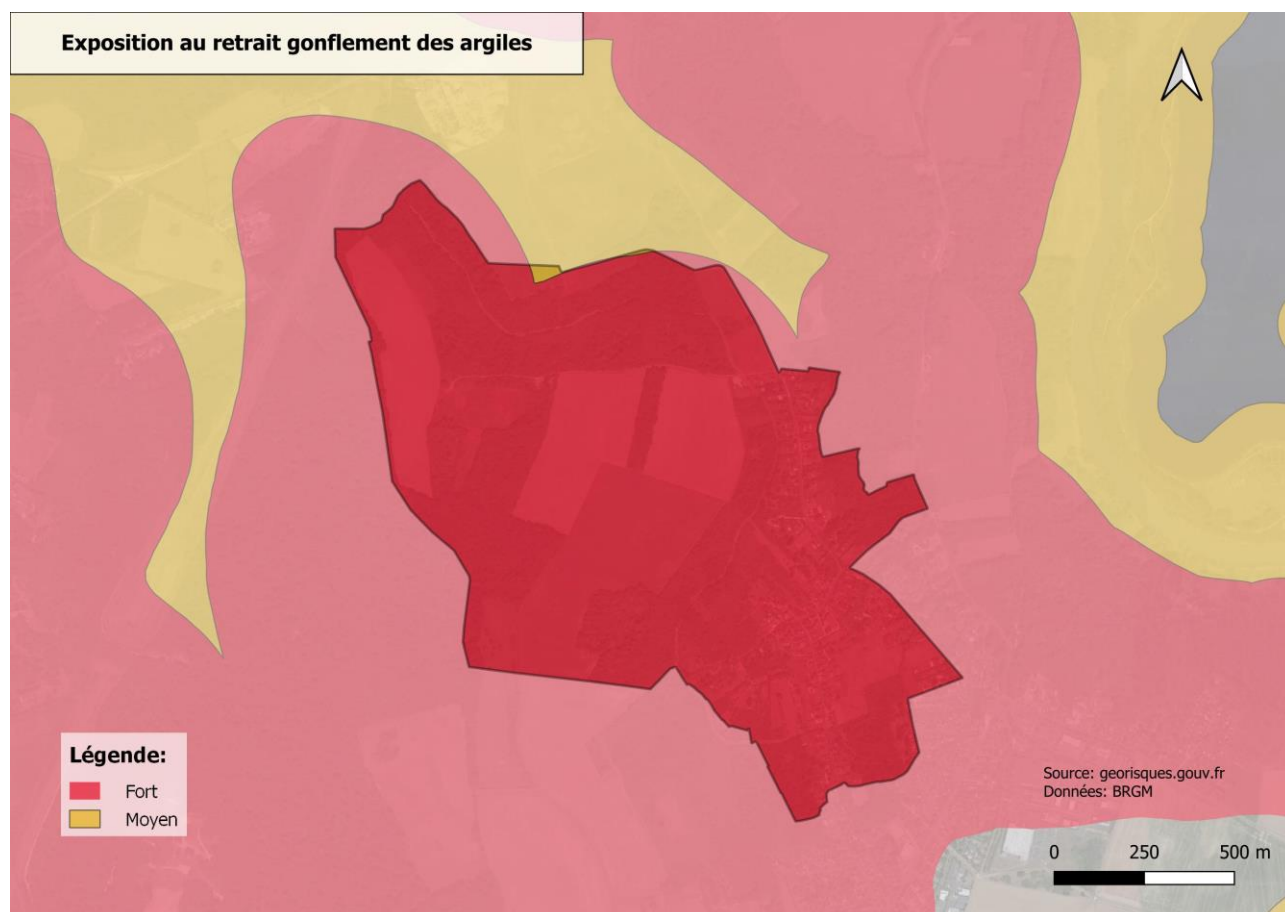 Exposition au retrait gonflement des argiles
Légende:
Fort
Moyen
Source: georisques.gouv.fr
Données: BRGM
0 250 500 m